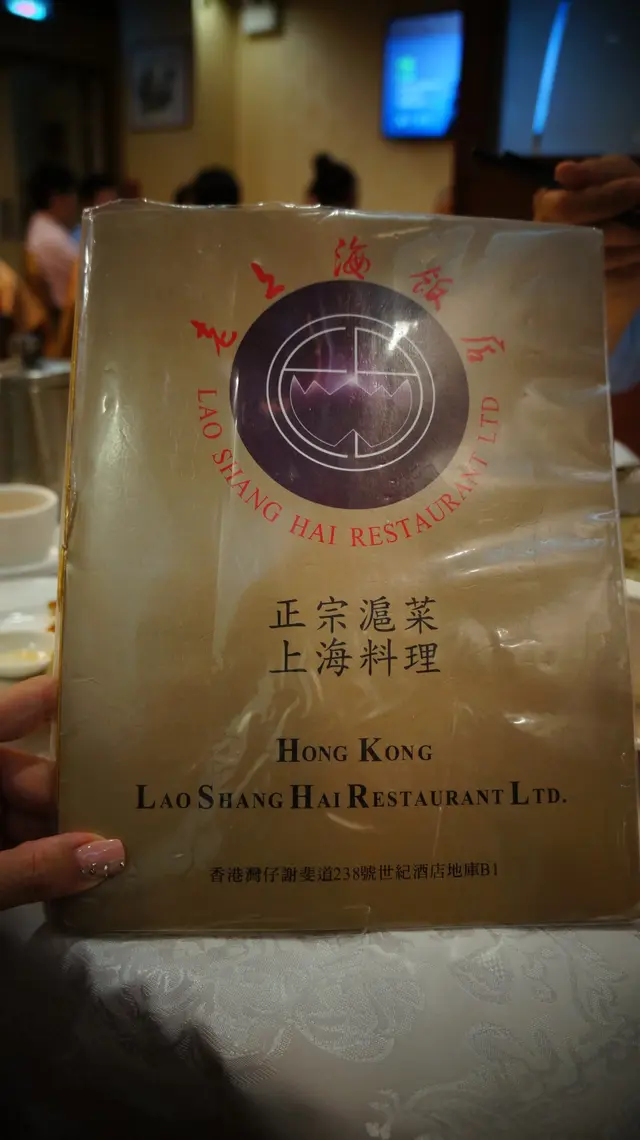 老上海飯店
LAO SHANG HAI RESTAURANT LTD
正宗滬菜
上海料理
HONG KONG
LAO SHANG HAI RESTAURANT LTD.
香港灣仔謝斐道238號世紀酒店地庫B1